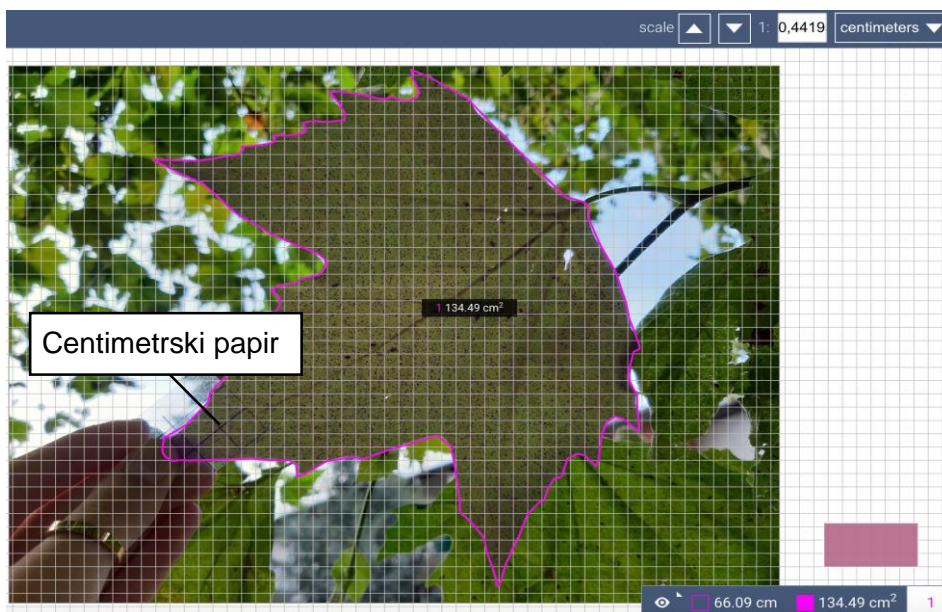 scale 1: 0,4419 centimeters
1 134.49 cm²
Centimetrski papir
66.09 cm 134.49 cm² 1